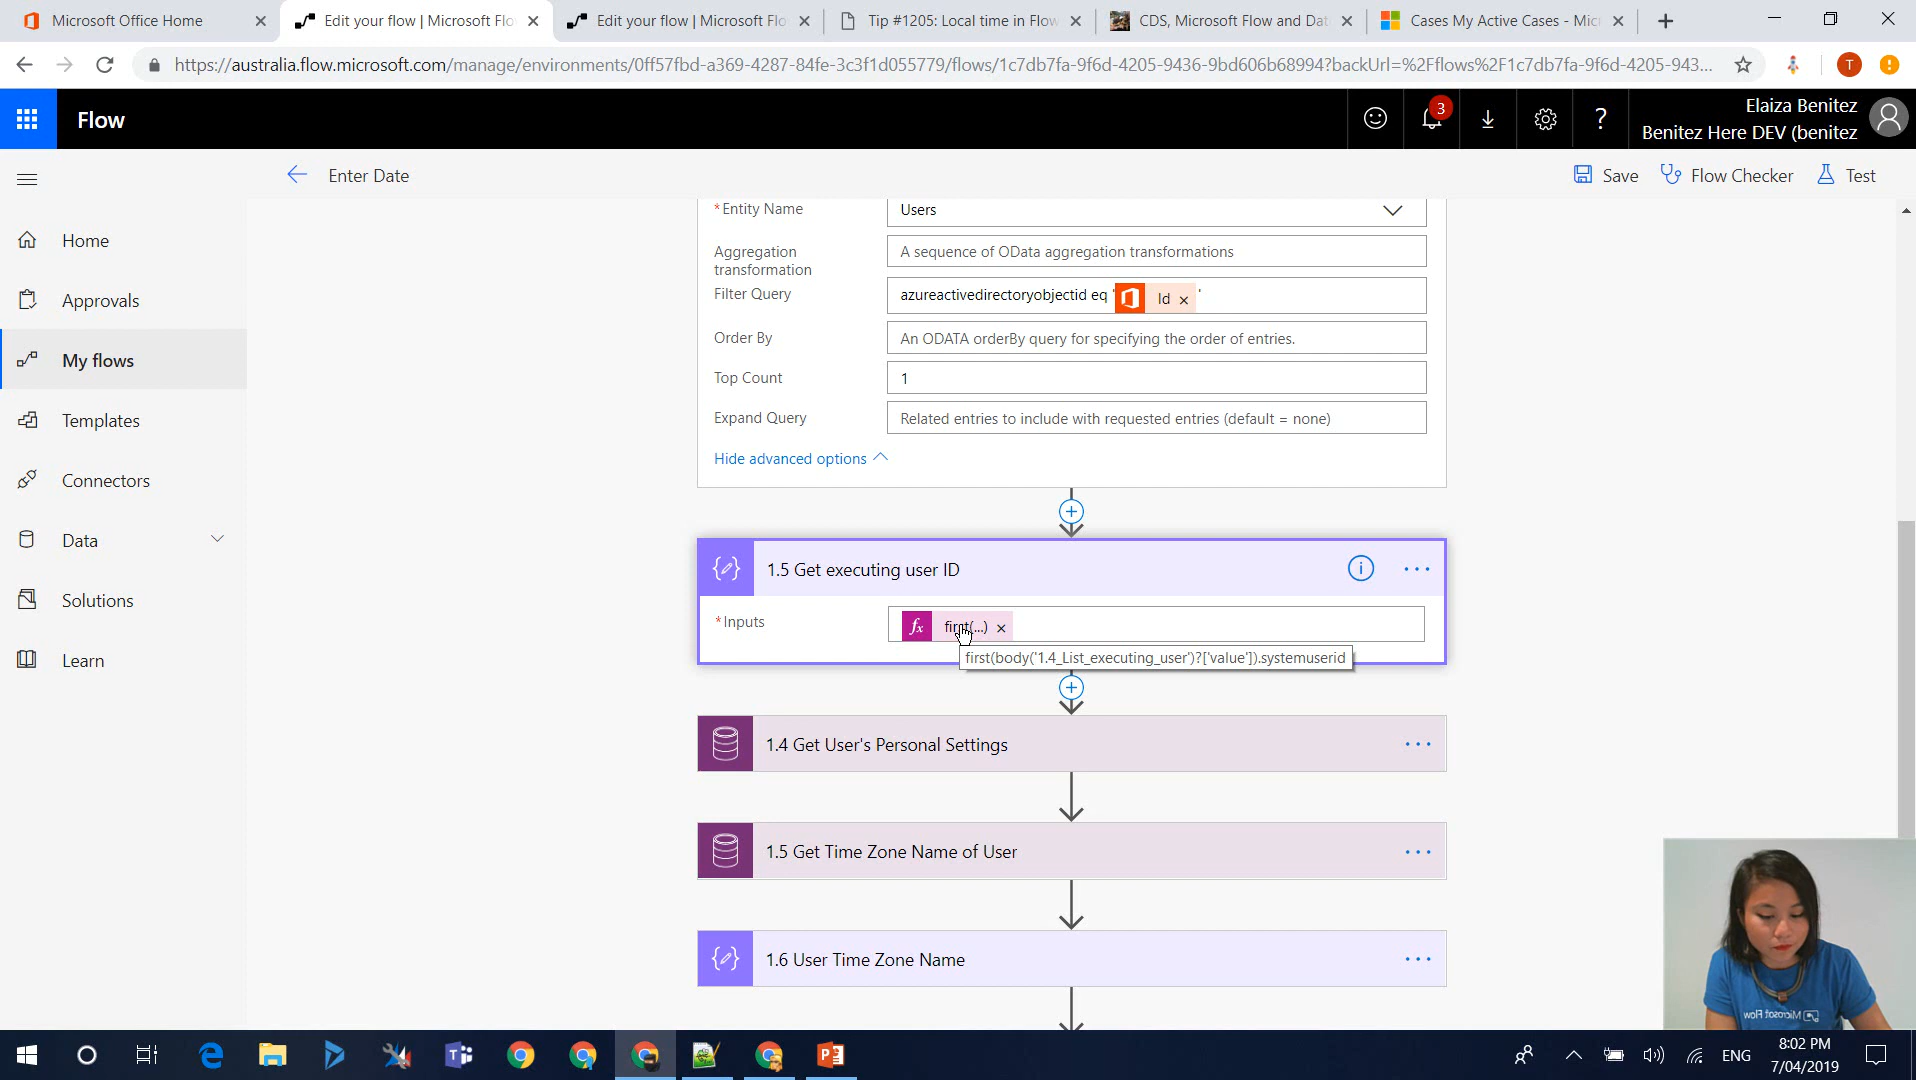 Microsoft Office Home
Edit your flow | Microsoft Flo
Edit your flow | Microsoft Flo
Tip #1205: Local time in Flow
CDS, Microsoft Flow and Dat
Cases My Active Cases - Mic
https://australia.flow.microsoft.com/manage/environments/0ff57fbd-a369-4287-84fe-3c3f1d055779/flows/1c7db7fa-9f6d-4205-9436-9bd606b68994?backUrl=%2Fflows%2F1c7db7fa-9f6d-4205-943...
T
Flow
3
?
Elaiza Benitez
Benitez Here DEV (benitez
Enter Date
Save
Flow Checker
Test
Home
Approvals
My flows
Templates
Connectors
Data
Solutions
Learn
*Entity Name
Users
Aggregation
transformation
A sequence of OData aggregation transformations
Filter Query
azureactivedirectoryobjectid eq ' Id × '
Order By
An ODATA orderBy query for specifying the order of entries.
Top Count
1
Expand Query
Related entries to include with requested entries (default = none)
Hide advanced options
1.5 Get executing user ID
*Inputs
fx first(...) ×
first(body('1.4_List_executing_user')?['value']).systemuserid
1.4 Get User's Personal Settings
1.5 Get Time Zone Name of User
1.6 User Time Zone Name
Microsoft Flow
ENG
8:02 PM
7/04/2019